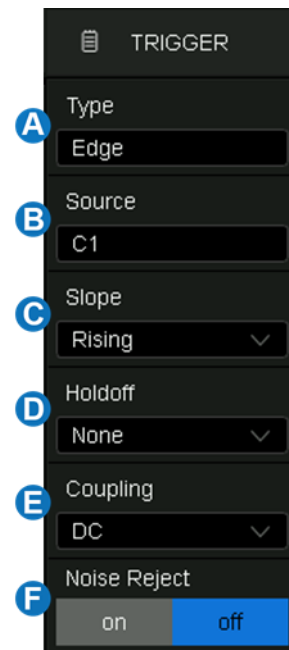 TRIGGER
A
Type
Edge
B
Source
C1
C
Slope
Rising
D
Holdoff
None
E
Coupling
DC
F
Noise Reject
on off